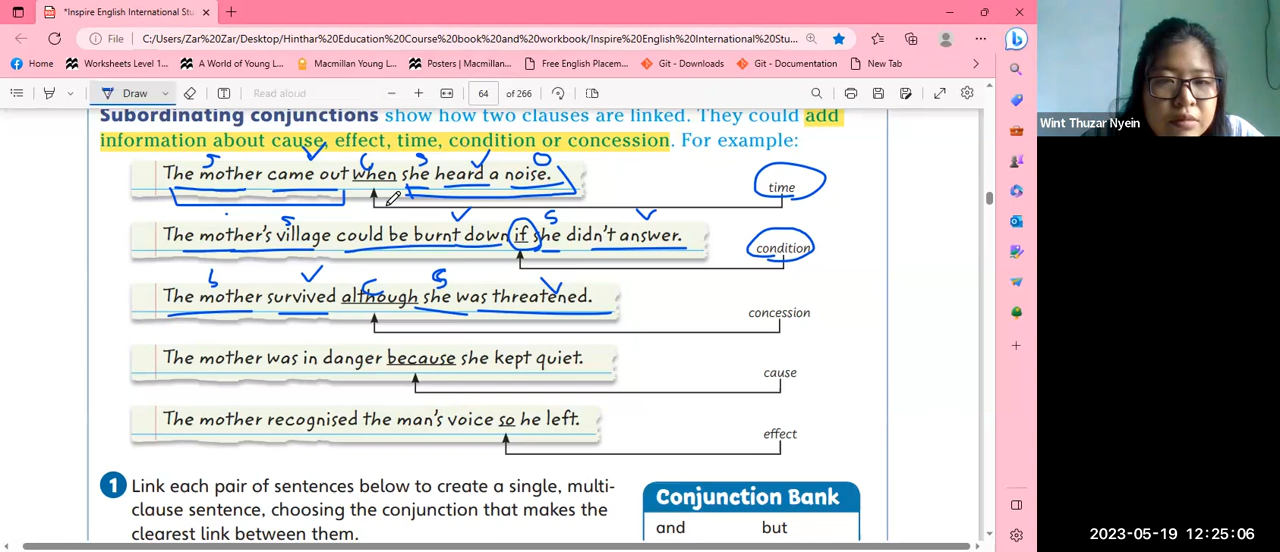 *Inspire English International Stu
File
C:/Users/Zar%20Zar/Desktop/Hinthar%20Education%20Course%20book%20and%20workbook/Inspire%20English%20International%20Stu...
Home
Worksheets Level 1...
A World of Young L...
Macmillan Young L...
Posters | Macmillan...
Free English Placem...
Git - Downloads
Git - Documentation
New Tab
Draw
Read aloud
64 of 266
Subordinating conjunctions show how two clauses are linked. They could add
information about cause, effect, time, condition or concession. For example:
S V C S V O
The mother came out when she heard a noise.
time
S V S V
The mother's village could be burnt down if she didn't answer.
condition
S V C S V
The mother survived although she was threatened.
concession
The mother was in danger because she kept quiet.
cause
The mother recognised the man's voice so he left.
effect
1 Link each pair of sentences below to create a single, multi-
clause sentence, choosing the conjunction that makes the
clearest link between them.
Conjunction Bank
and but
Wint Thuzar Nyein
2023-05-19 12:25:06